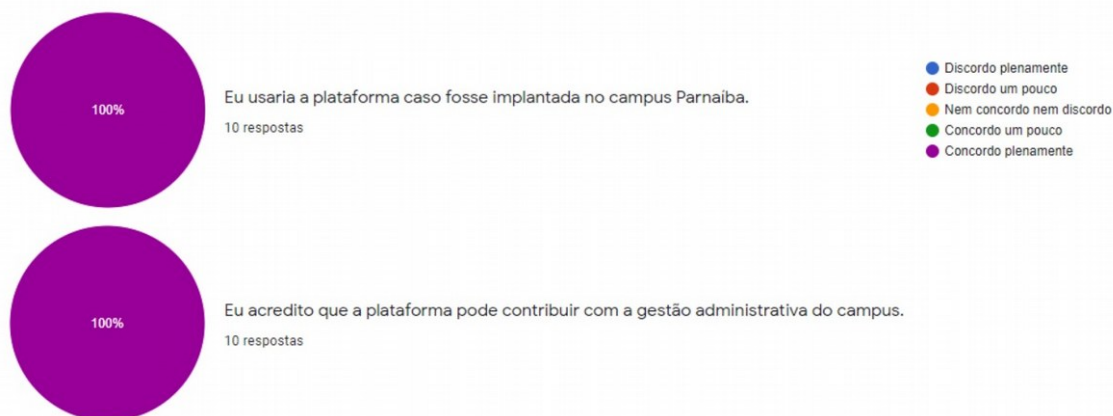 100%
Eu usaria a plataforma caso fosse implantada no campus Parnaíba.
10 respostas
Discordo plenamente
Discordo um pouco
Nem concordo nem discordo
Concordo um pouco
Concordo plenamente
100%
Eu acredito que a plataforma pode contribuir com a gestão administrativa do campus.
10 respostas